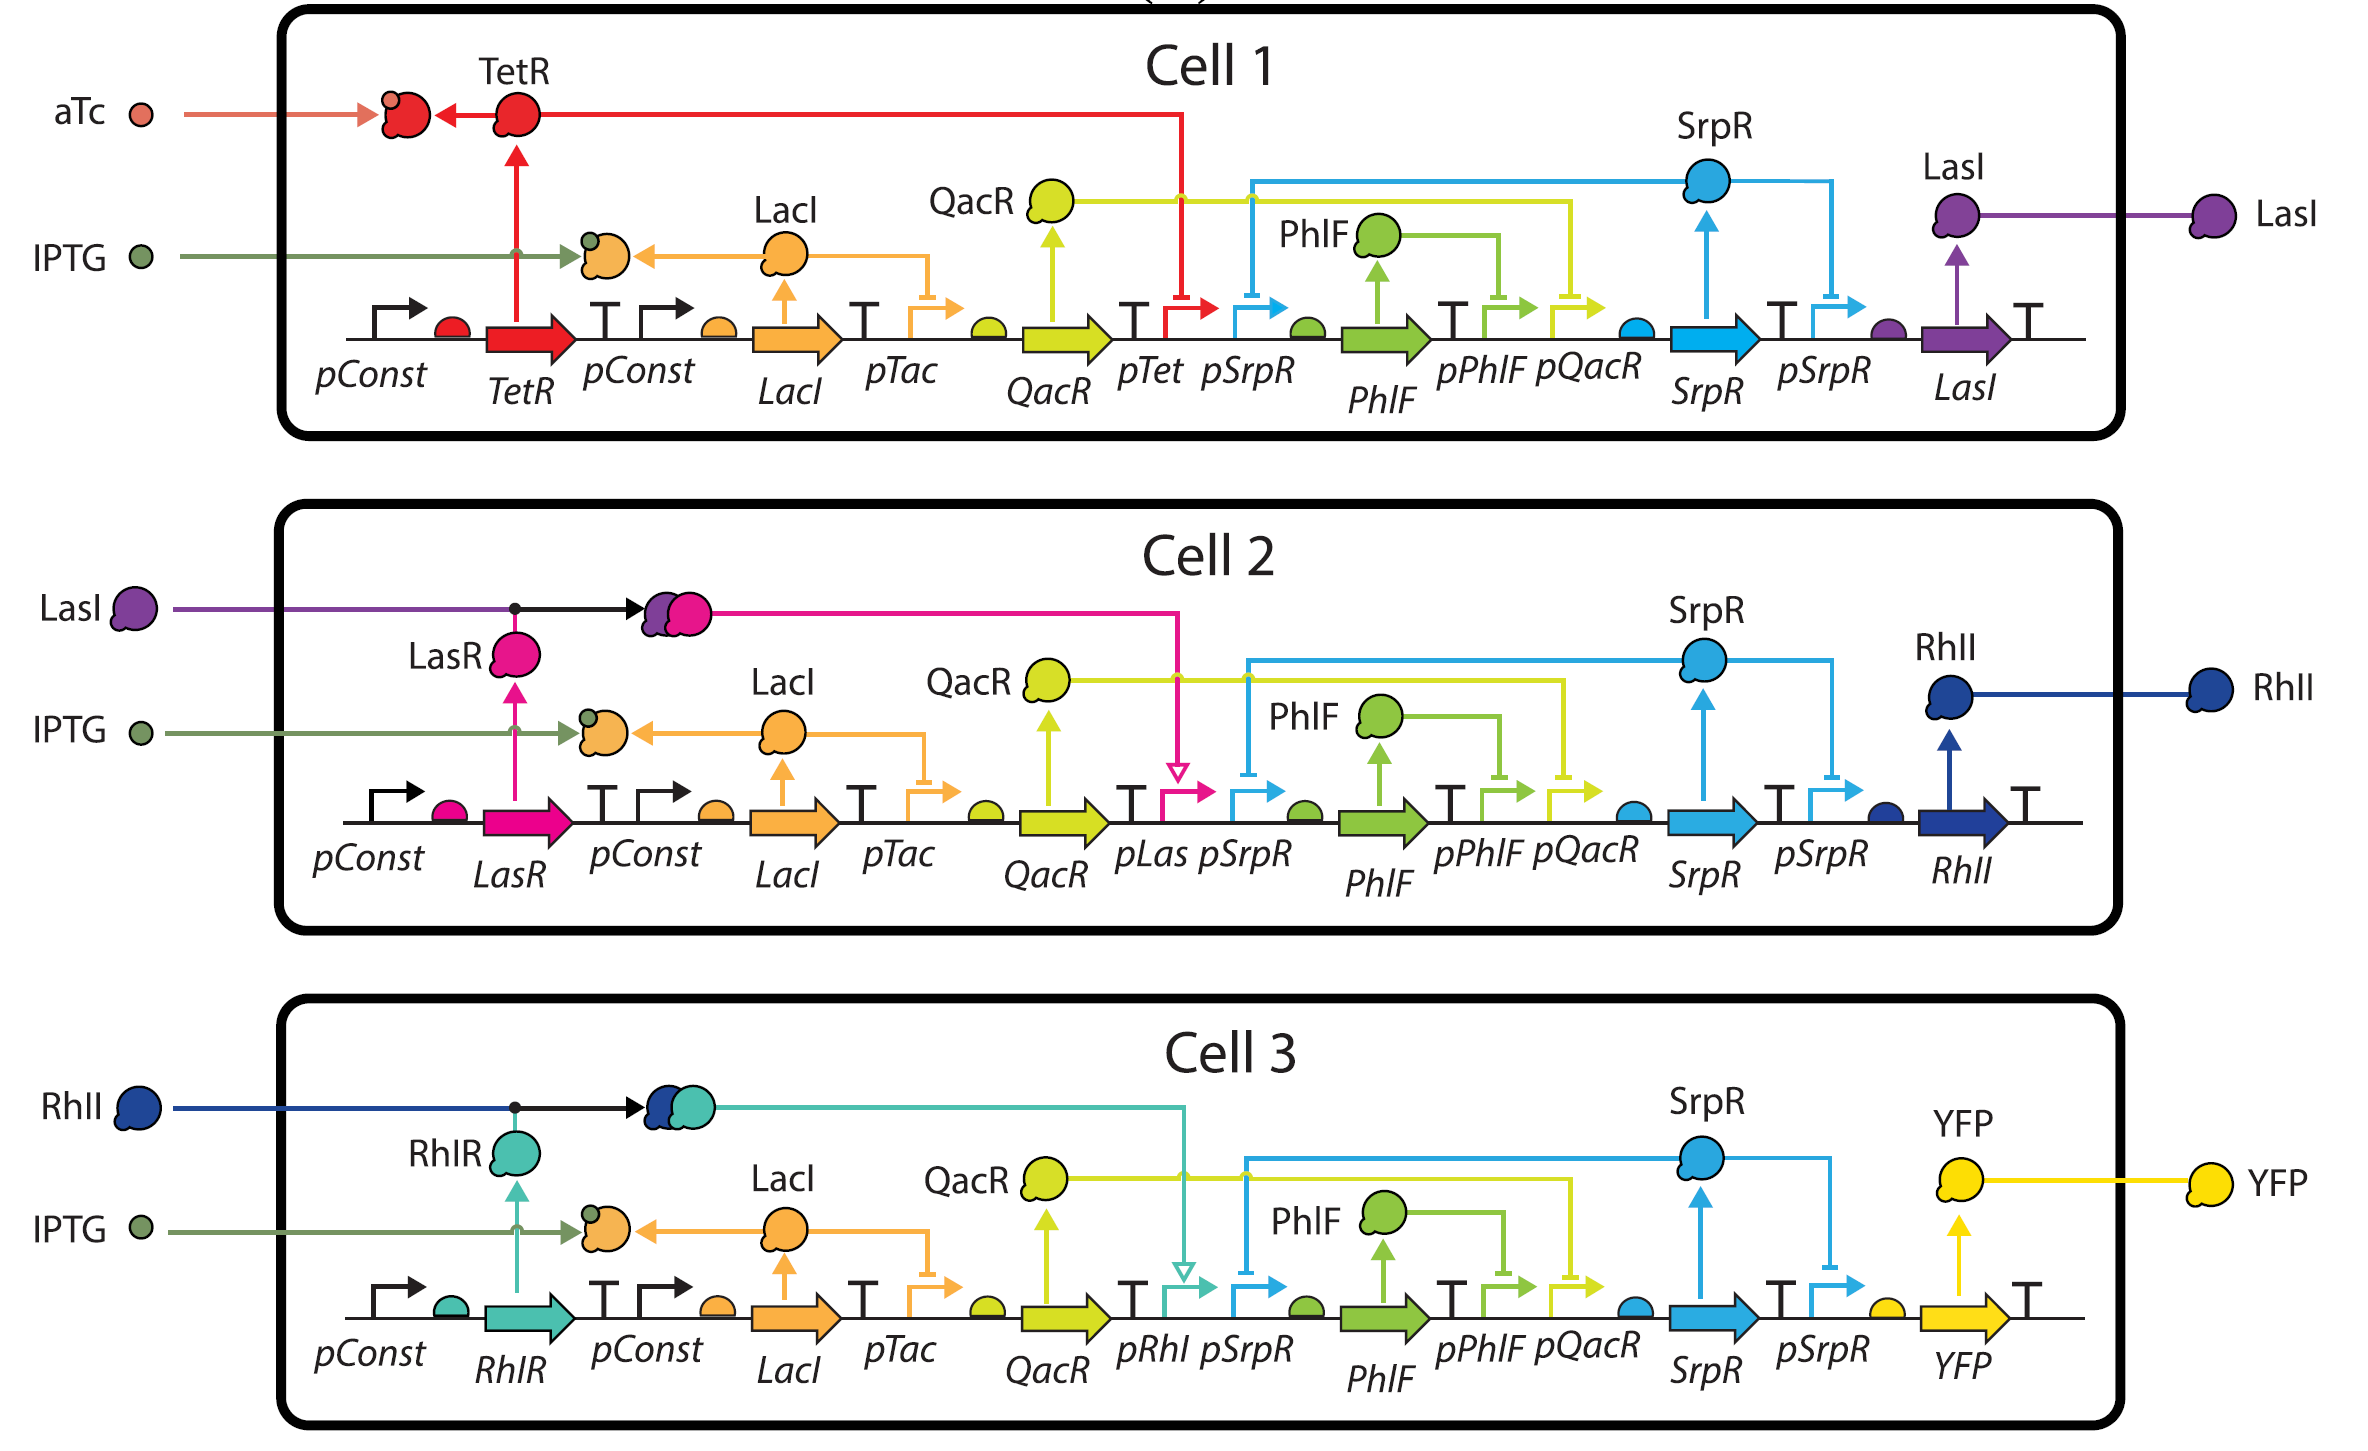 Cell 1
TetR
aTc
SrpR
LasI
QacR
LacI
PhlF
LasI
IPTG
pConst
TetR
pConst
LacI
pTac
QacR
pTet
pSrpR
PhlF
pPhlF
pQacR
SrpR
pSrpR
LasI
Cell 2
LasI
SrpR
LasR
RhlI
LacI
QacR
PhlF
RhlI
IPTG
pConst
LasR
pConst
LacI
pTac
QacR
pLas
pSrpR
PhlF
pPhlF
pQacR
SrpR
pSrpR
RhlI
Cell 3
RhlI
SrpR
YFP
RhlR
LacI
QacR
PhlF
YFP
IPTG
pConst
RhlR
pConst
LacI
pTac
QacR
pRhl
pSrpR
PhlF
pPhlF
pQacR
SrpR
pSrpR
YFP